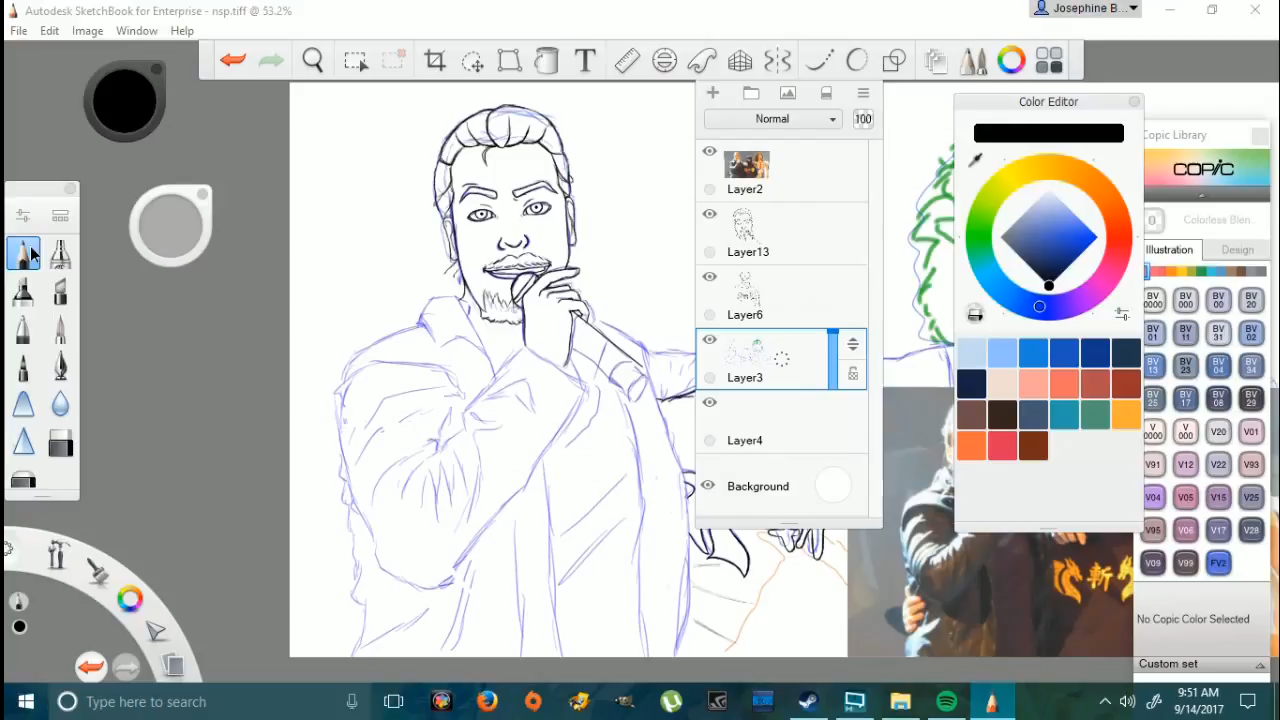 Autodesk SketchBook for Enterprise - nsp.tiff @ 53.2%
Josephine B...
File Edit Image Window Help
T
Color Editor
Normal
100
Copic Library
COPIC
0
Colorless Blen...
Illustration
Design
Layer2
Layer13
Layer6
Layer3
Layer4
Background
BV 0000 BV 000 BV 00 BV 20
BV 01 BV 11 BV 31 BV 02
BV 13 BV 23 BV 04 BV 34
BV 25 BV 17 BV 08 BV 29
V 0000 V 000 V20 V01
V91 V12 V22 V93
V04 V05 V15 V25
V95 V06 V17 V28
V09 V99 FV2
斬
No Copic Color Selected
Custom set
Type here to search
9:51 AM
9/14/2017